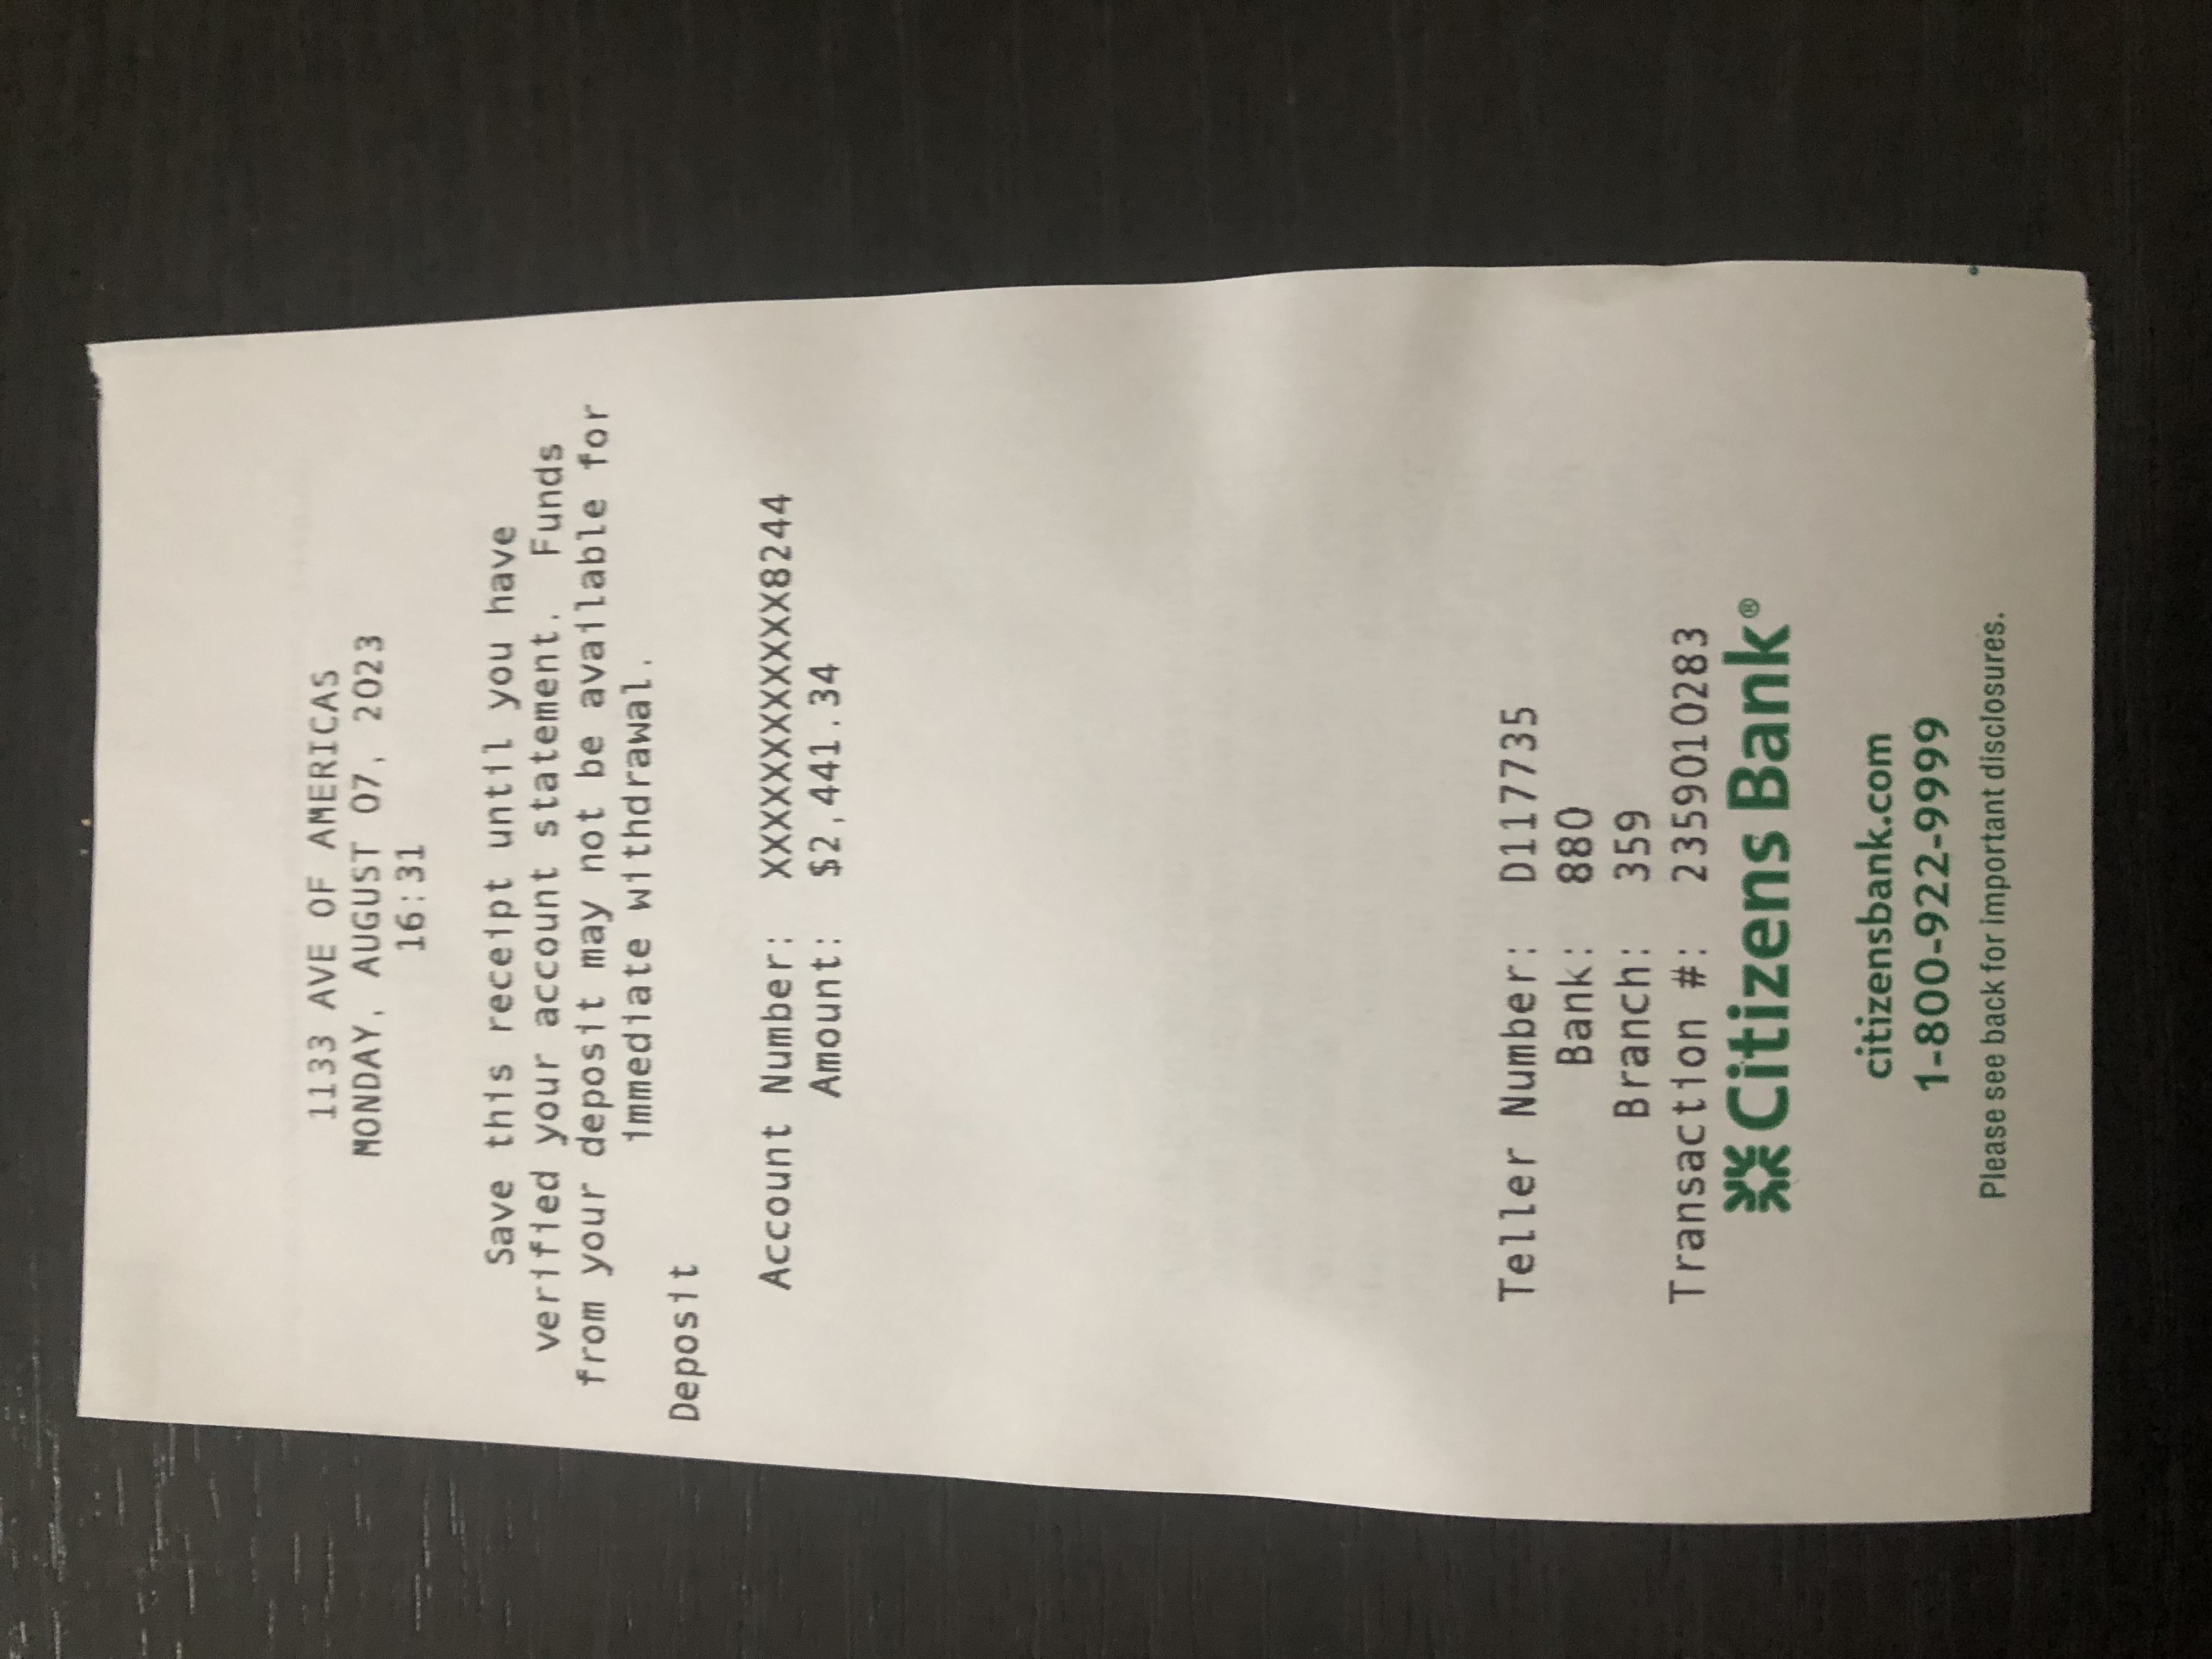 1133 AVE OF AMERICAS
MONDAY, AUGUST 07, 2023
16:31
Save this receipt until you have
verified your account statement. Funds
from your deposit may not be available for
immediate withdrawal.
Deposit
Account Number: XXXXXXXXXXXX8244
Amount: $2,441.34
Teller Number: D117735
Bank: 880
Branch: 359
Transaction #: 2359010283
Citizens Bank®
citizensbank.com
1-800-922-9999
Please see back for important disclosures.